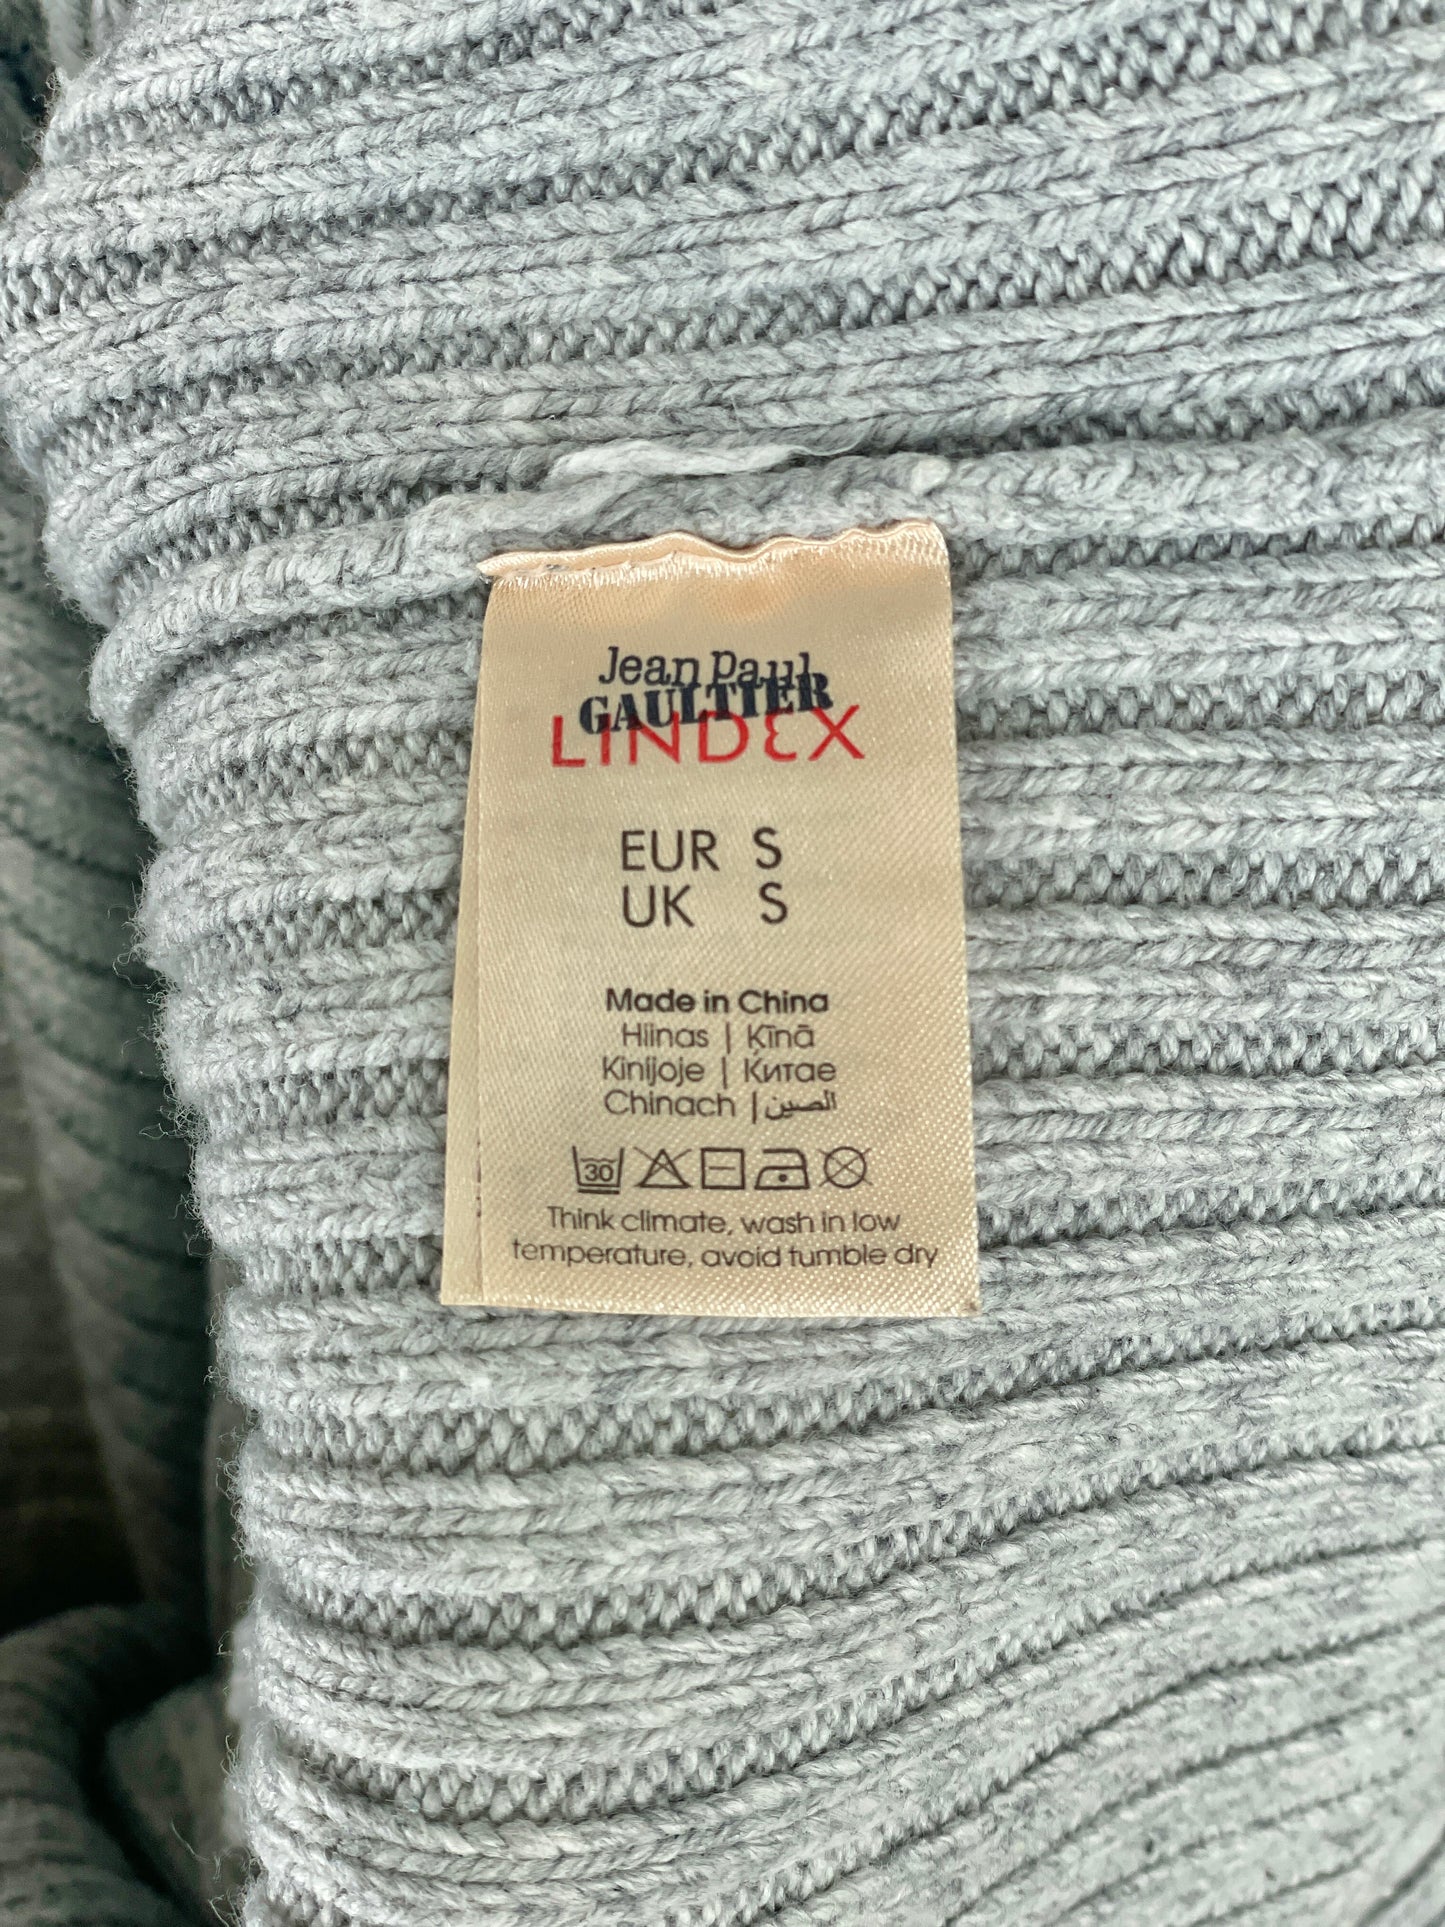 Jean Paul
GAULTIER
LINDEX
EUR S
UK S
Made in China
Hiinas | Ķīnā
Kinijoje | Китае
Chinach | الصين
30
Think climate, wash in low
temperature, avoid tumble dry